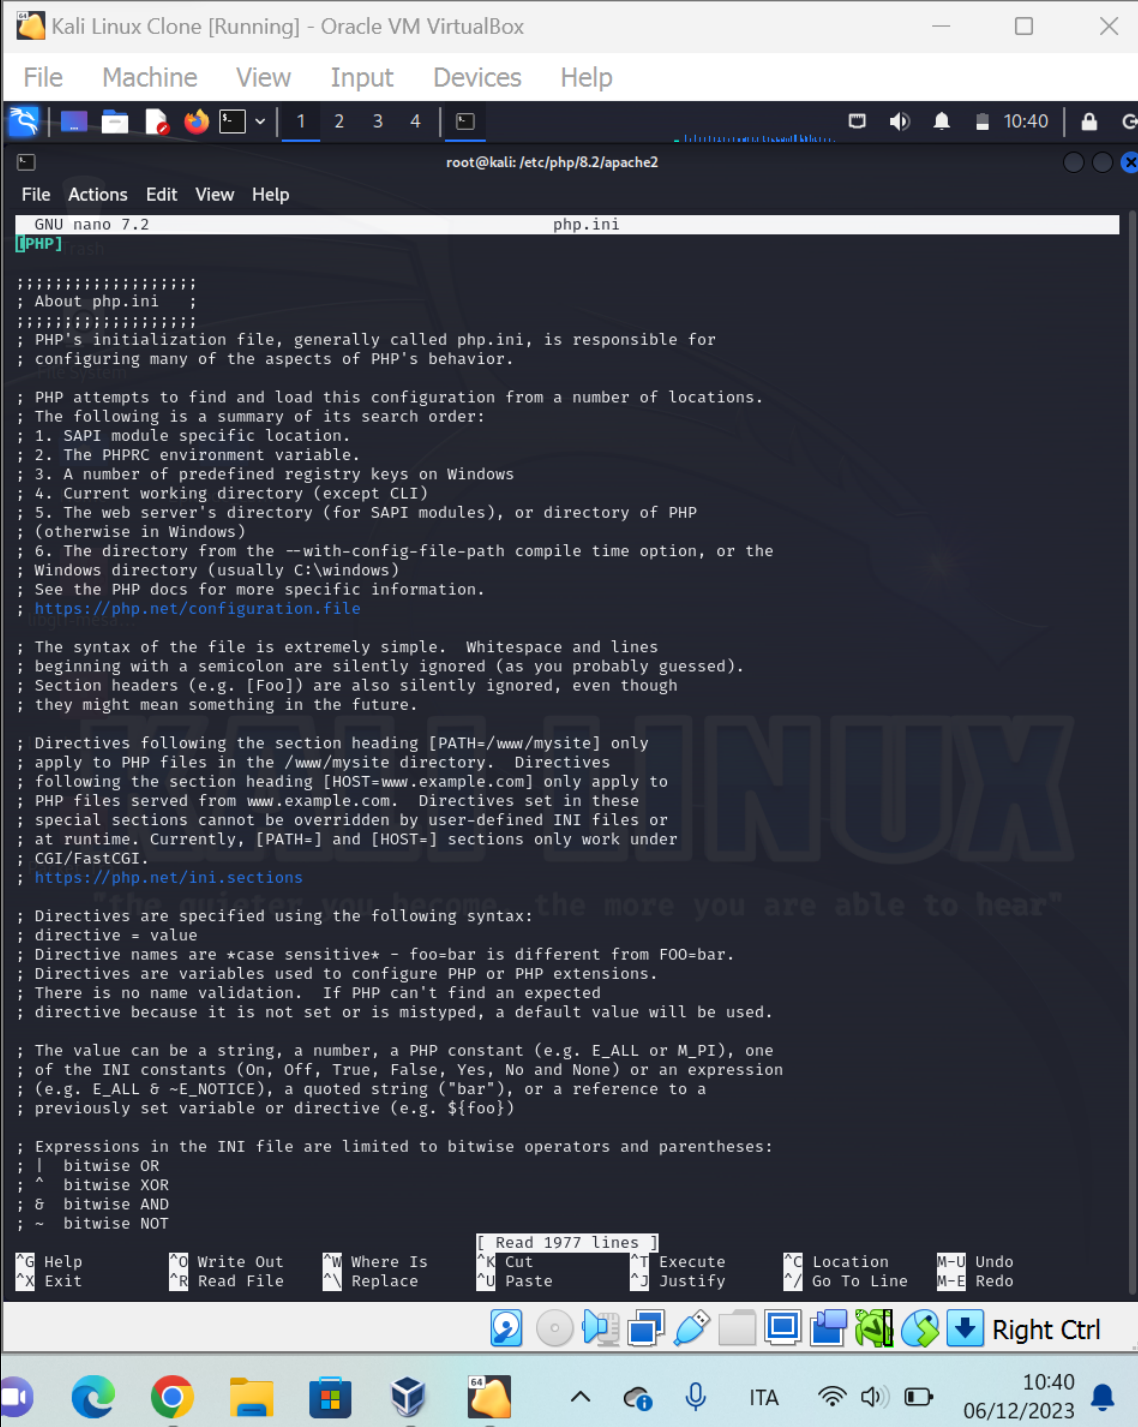 Kali Linux Clone [Running] - Oracle VM VirtualBox
File Machine View Input Devices Help
1 2 3 4 10:40
root@kali: /etc/php/8.2/apache2
File Actions Edit View Help
GNU nano 7.2 php.ini
[PHP]
Trash
;;;;;;;;;;;;;;;;;;;
; About php.ini   ;
;;;;;;;;;;;;;;;;;;;
; PHP's initialization file, generally called php.ini, is responsible for
; configuring many of the aspects of PHP's behavior.
File System
; PHP attempts to find and load this configuration from a number of locations.
; The following is a summary of its search order:
; 1. SAPI module specific location.
; 2. The PHPRC environment variable.
; 3. A number of predefined registry keys on Windows
; 4. Current working directory (except CLI)
; 5. The web server's directory (for SAPI modules), or directory of PHP
; (otherwise in Windows)
; 6. The directory from the --with-config-file-path compile time option, or the
; Windows directory (usually C:\windows)
; See the PHP docs for more specific information.
; https://php.net/configuration.file
; The syntax of the file is extremely simple.  Whitespace and lines
; beginning with a semicolon are silently ignored (as you probably guessed).
; Section headers (e.g. [Foo]) are also silently ignored, even though
; they might mean something in the future.
KALI LINUX
; Directives following the section heading [PATH=/www/mysite] only
; apply to PHP files in the /www/mysite directory.  Directives
; following the section heading [HOST=www.example.com] only apply to
; PHP files served from www.example.com.  Directives set in these
; special sections cannot be overridden by user-defined INI files or
; at runtime. Currently, [PATH=] and [HOST=] sections only work under
; CGI/FastCGI.
; https://php.net/ini.sections
"the quieter you become, the more you are able to hear"
; Directives are specified using the following syntax:
; directive = value
; Directive names are *case sensitive* - foo=bar is different from FOO=bar.
; Directives are variables used to configure PHP or PHP extensions.
; There is no name validation.  If PHP can't find an expected
; directive because it is not set or is mistyped, a default value will be used.
; The value can be a string, a number, a PHP constant (e.g. E_ALL or M_PI), one
; of the INI constants (On, Off, True, False, Yes, No and None) or an expression
; (e.g. E_ALL & ~E_NOTICE), a quoted string ("bar"), or a reference to a
; previously set variable or directive (e.g. ${foo})
; Expressions in the INI file are limited to bitwise operators and parentheses:
; |  bitwise OR
; ^  bitwise XOR
; &  bitwise AND
; ~  bitwise NOT
[ Read 1977 lines ]
^G Help ^O Write Out ^W Where Is ^K Cut ^T Execute ^C Location M-U Undo
^X Exit ^R Read File ^\ Replace ^U Paste ^J Justify ^/ Go To Line M-E Redo
Right Ctrl
64
ITA
10:40
06/12/2023